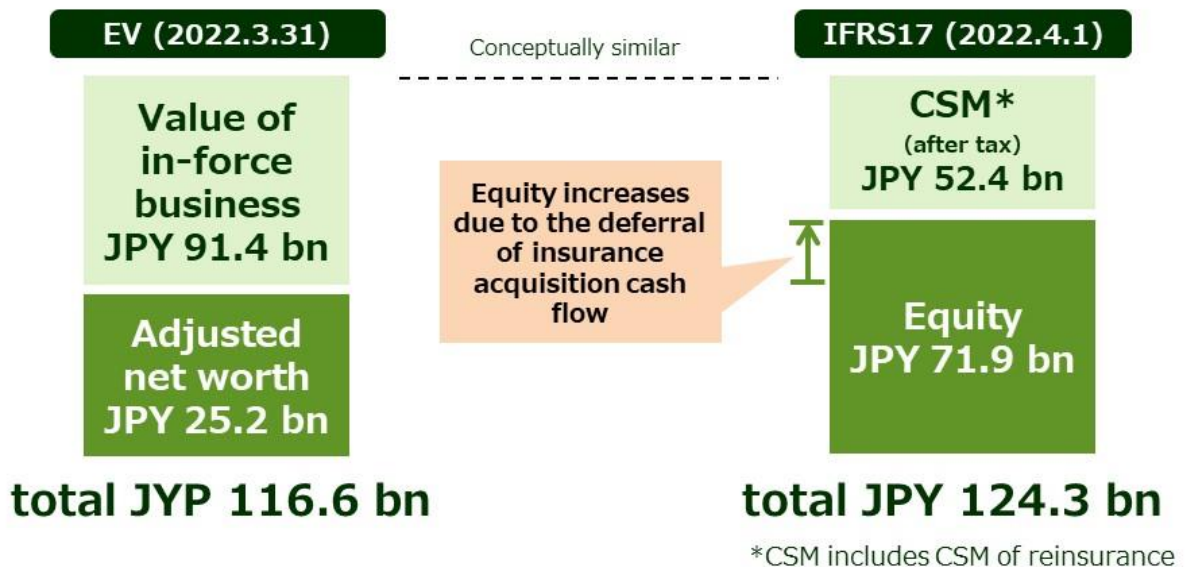 EV (2022.3.31)
Conceptually similar
IFRS17 (2022.4.1)
Value of
in-force
business
JPY 91.4 bn
Adjusted
net worth
JPY 25.2 bn
total JYP 116.6 bn
Equity increases
due to the deferral
of insurance
acquisition cash
flow
CSM*
(after tax)
JPY 52.4 bn
Equity
JPY 71.9 bn
total JPY 124.3 bn
*CSM includes CSM of reinsurance